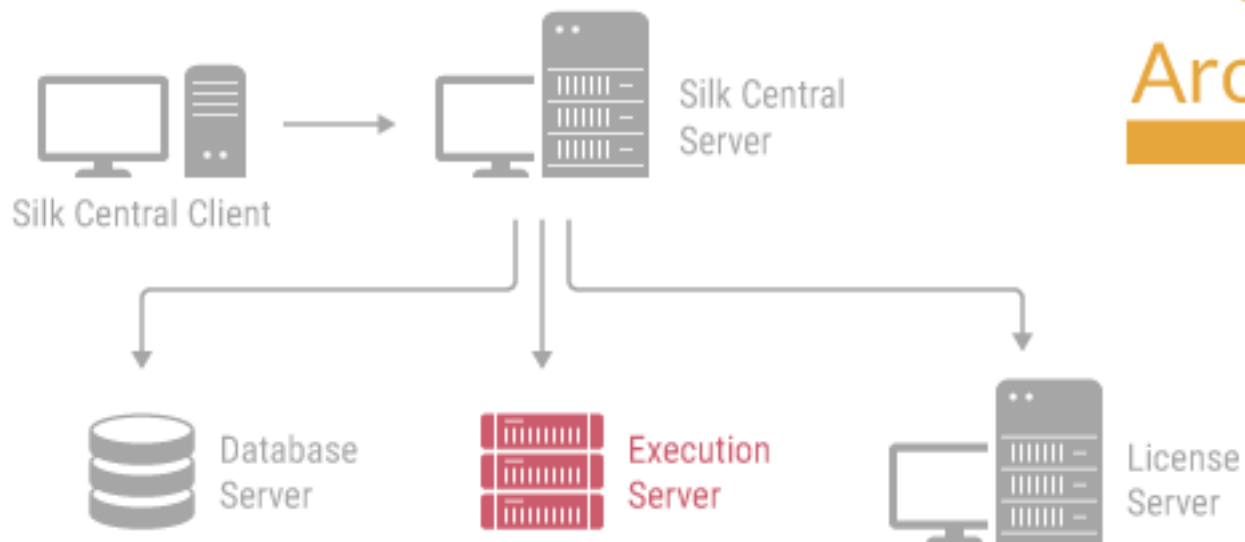 Silk Central
Server
Silk Central Client
Database
Server
Execution
Server
License
Server